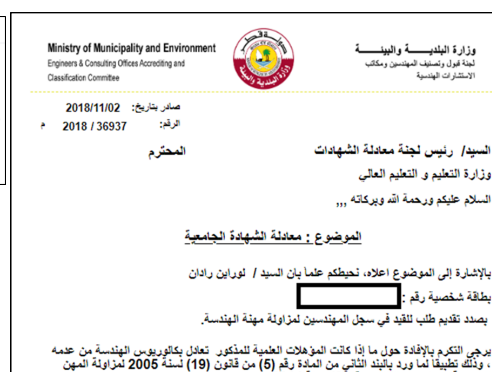 Ministry of Municipality and Environment
وزارة البلديـــــة والبيئـــــة
Engineers & Consulting Offices Accrediting and
لجنة قبول وتصنيف المهندسين ومكاتب
Classification Committee
الاستشارات الهندسية
صادر بتاريخ: 2018/11/02
الرقم: 36937 / 2018 م
السيد/ رئيس لجنة معادلة الشهادات المحترم
وزارة التعليم و التعليم العالي
السلام عليكم ورحمة الله وبركاته ,,,
الموضوع : معادلة الشهادة الجامعية
بالإشارة إلى الموضوع اعلاه، نحيطكم علما بان السيد / لوراين رادان
بطاقة شخصية رقم :
بصدد تقديم طلب للقيد في سجل المهندسين لمزاولة مهنة الهندسة.
يرجى التكرم بالإفادة حول ما إذا كانت المؤهلات العلمية للمذكور تعادل بكالوريوس الهندسة من عدمه
، وذلك تطبيقا لما ورد بالبند الثاني من المادة رقم (5) من قانون (19) لسنة 2005 لمزاولة المهن